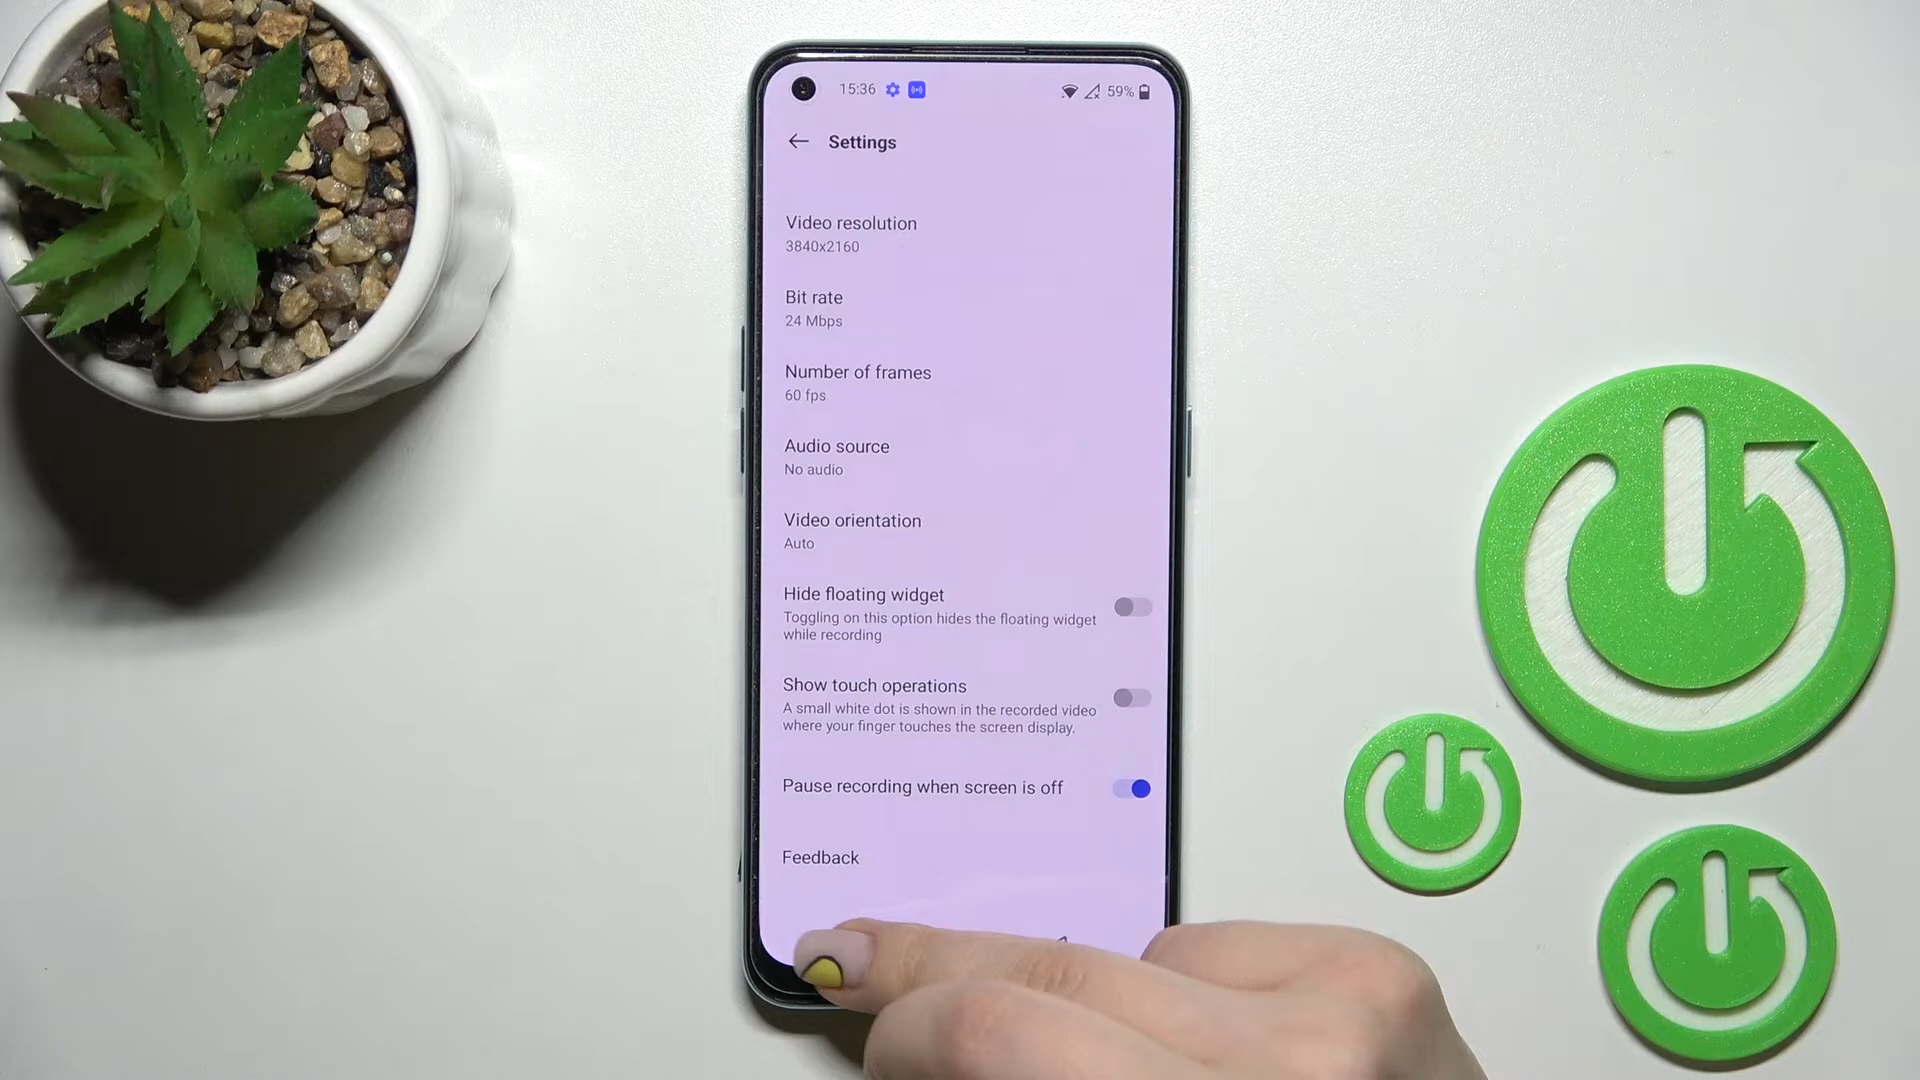 15:36
59%
Settings
Video resolution
3840x2160
Bit rate
24 Mbps
Number of frames
60 fps
Audio source
No audio
Video orientation
Auto
Hide floating widget
Toggling on this option hides the floating widget
while recording
Show touch operations
A small white dot is shown in the recorded video
where your finger touches the screen display.
Pause recording when screen is off
Feedback